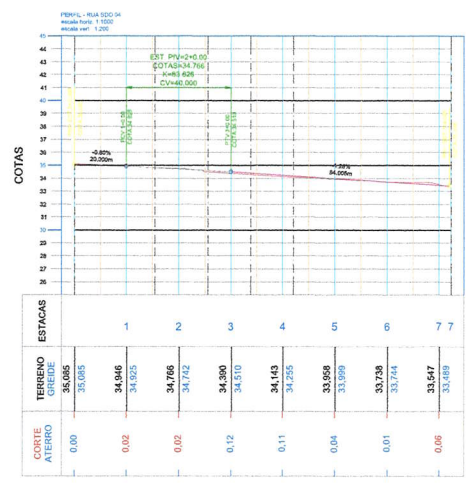 PERFIL - RUA SDO 04
escala horiz. 1:1000
escala vert. 1:200
45
44
43
42
41
40
39
38
37
36
35
34
33
32
31
30
29
28
27
26
COTAS
EST. PIV=2+0.00
COTAS=34.766
K=83.626
CV=40.000
-0.80%
20.000m
84.006m
ESTACAS
1 2 3 4 5 6 7 7
TERRENO
35,085 34,946 34,766 34,390 34,143 33,958 33,738 33,547
GREIDE
35,085 34,925 34,742 34,510 34,255 33,999 33,744 33,489
CORTE
ATERRO
0,00 0,02 0,02 0,12 0,11 0,04 0,01 0,06